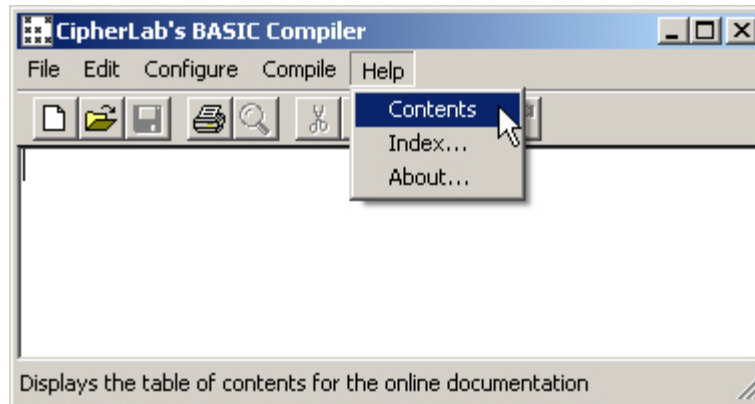 CipherLab's BASIC Compiler
File Edit Configure Compile Help
Contents
Index...
About...
Displays the table of contents for the online documentation